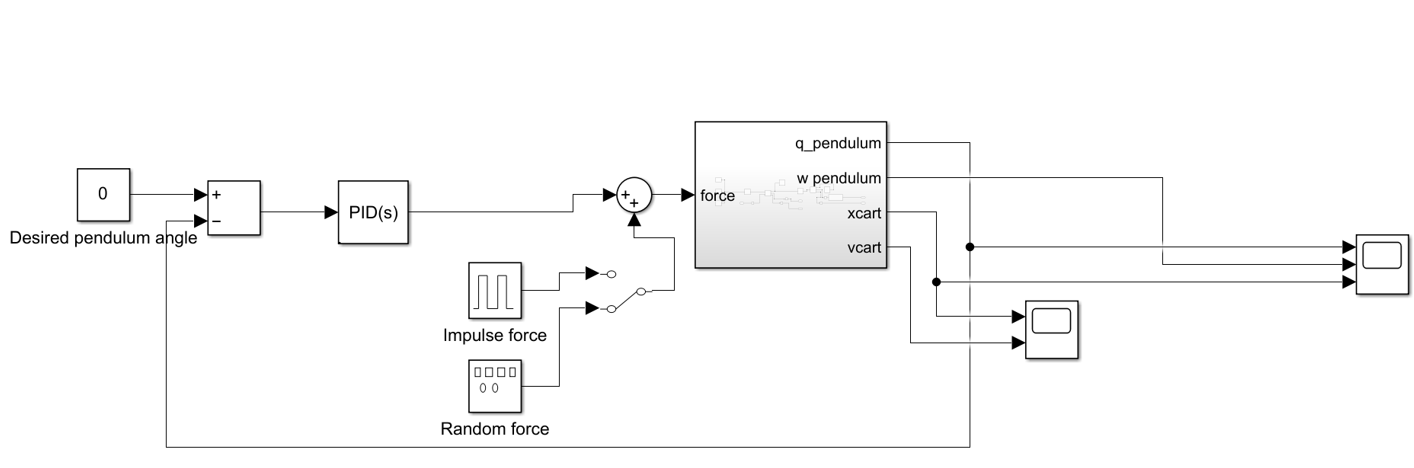 0
Desired pendulum angle
+
−
PID(s)
+
+
Impulse force
Random force
force
q_pendulum
w pendulum
xcart
vcart